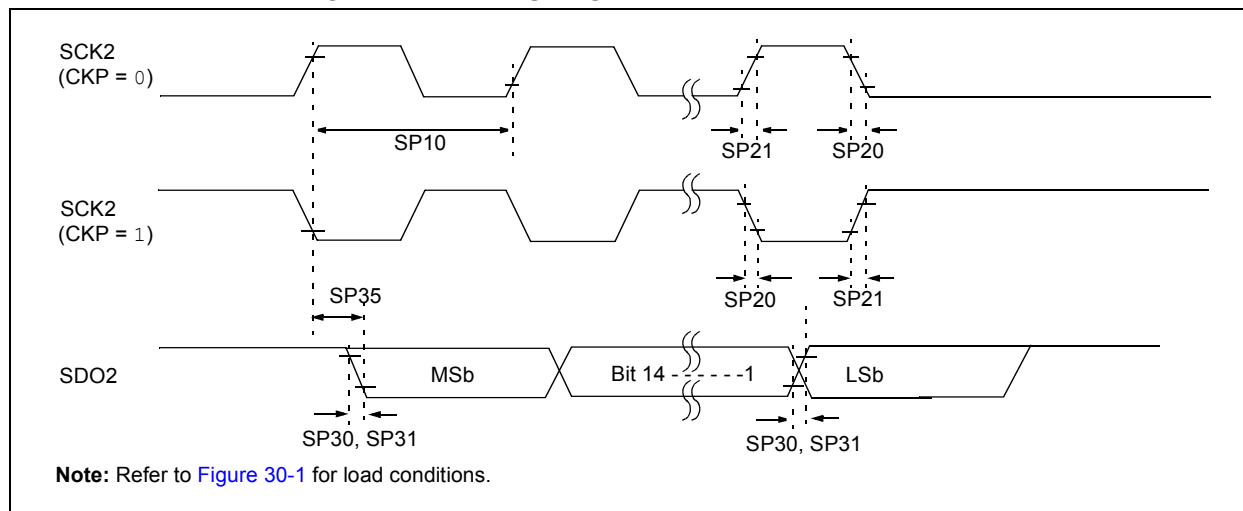 SCK2
(CKP = 0)
SP10
SP21
SP20
SCK2
(CKP = 1)
SP35
SP20
SP21
SDO2
MSb
Bit 14 - - - - - -1
LSb
SP30, SP31
SP30, SP31
Note: Refer to Figure 30-1 for load conditions.